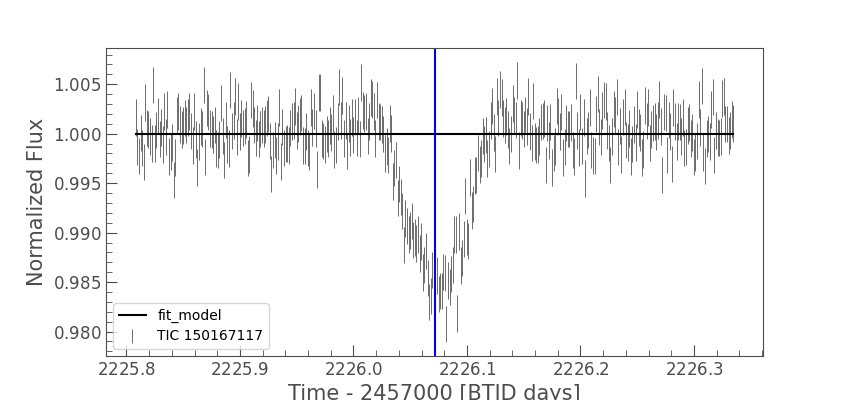 1.005
1.000
0.995
0.990
0.985
0.980
Normalized Flux
fit_model
TIC 150167117
2225.8 2225.9 2226.0 2226.1 2226.2 2226.3
Time - 2457000 [BTJD days]